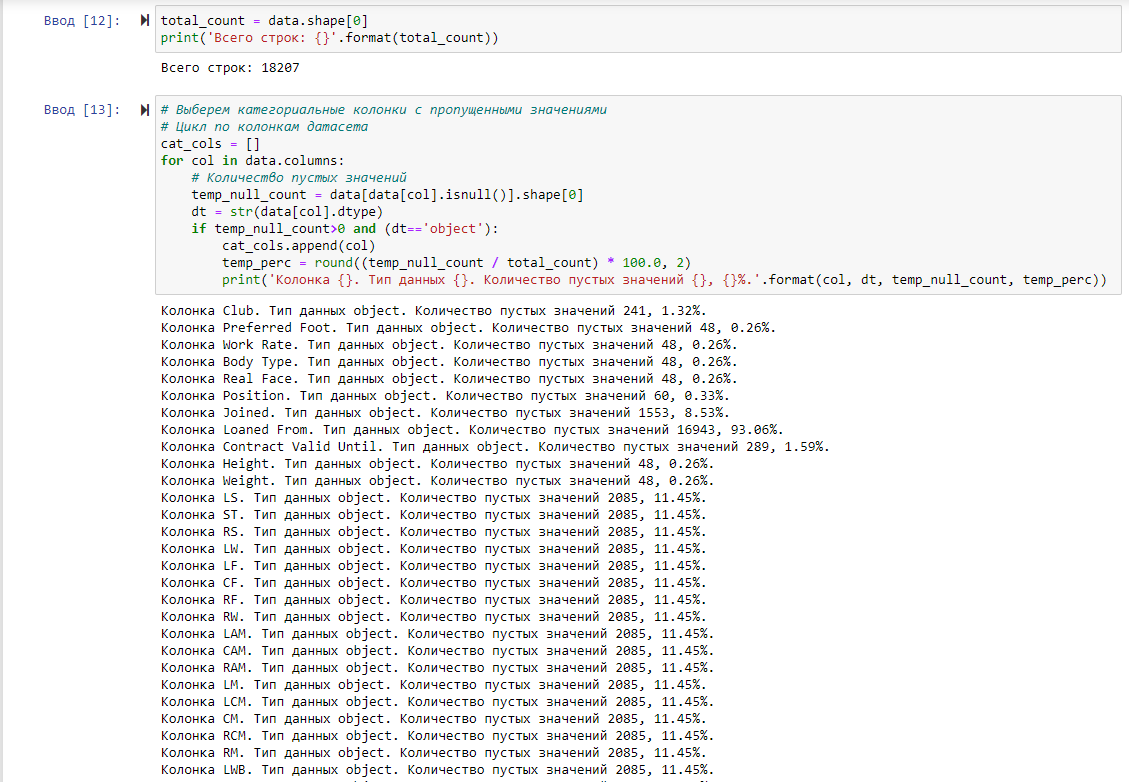 Ввод [12]: total_count = data.shape[0]
print('Всего строк: {}'.format(total_count))
Всего строк: 18207
Ввод [13]: # Выберем категориальные колонки с пропущенными значениями
# Цикл по колонкам датасета
cat_cols = []
for col in data.columns:
    # Количество пустых значений
    temp_null_count = data[data[col].isnull()].shape[0]
    dt = str(data[col].dtype)
    if temp_null_count>0 and (dt=='object'):
        cat_cols.append(col)
        temp_perc = round((temp_null_count / total_count) * 100.0, 2)
        print('Колонка {}. Тип данных {}. Количество пустых значений {}, {}%.'.format(col, dt, temp_null_count, temp_perc))
Колонка Club. Тип данных object. Количество пустых значений 241, 1.32%.
Колонка Preferred Foot. Тип данных object. Количество пустых значений 48, 0.26%.
Колонка Work Rate. Тип данных object. Количество пустых значений 48, 0.26%.
Колонка Body Type. Тип данных object. Количество пустых значений 48, 0.26%.
Колонка Real Face. Тип данных object. Количество пустых значений 48, 0.26%.
Колонка Position. Тип данных object. Количество пустых значений 60, 0.33%.
Колонка Joined. Тип данных object. Количество пустых значений 1553, 8.53%.
Колонка Loaned From. Тип данных object. Количество пустых значений 16943, 93.06%.
Колонка Contract Valid Until. Тип данных object. Количество пустых значений 289, 1.59%.
Колонка Height. Тип данных object. Количество пустых значений 48, 0.26%.
Колонка Weight. Тип данных object. Количество пустых значений 48, 0.26%.
Колонка LS. Тип данных object. Количество пустых значений 2085, 11.45%.
Колонка ST. Тип данных object. Количество пустых значений 2085, 11.45%.
Колонка RS. Тип данных object. Количество пустых значений 2085, 11.45%.
Колонка LW. Тип данных object. Количество пустых значений 2085, 11.45%.
Колонка LF. Тип данных object. Количество пустых значений 2085, 11.45%.
Колонка CF. Тип данных object. Количество пустых значений 2085, 11.45%.
Колонка RF. Тип данных object. Количество пустых значений 2085, 11.45%.
Колонка RW. Тип данных object. Количество пустых значений 2085, 11.45%.
Колонка LAM. Тип данных object. Количество пустых значений 2085, 11.45%.
Колонка CAM. Тип данных object. Количество пустых значений 2085, 11.45%.
Колонка RAM. Тип данных object. Количество пустых значений 2085, 11.45%.
Колонка LM. Тип данных object. Количество пустых значений 2085, 11.45%.
Колонка LCM. Тип данных object. Количество пустых значений 2085, 11.45%.
Колонка CM. Тип данных object. Количество пустых значений 2085, 11.45%.
Колонка RCM. Тип данных object. Количество пустых значений 2085, 11.45%.
Колонка RM. Тип данных object. Количество пустых значений 2085, 11.45%.
Колонка LWB. Тип данных object. Количество пустых значений 2085, 11.45%.